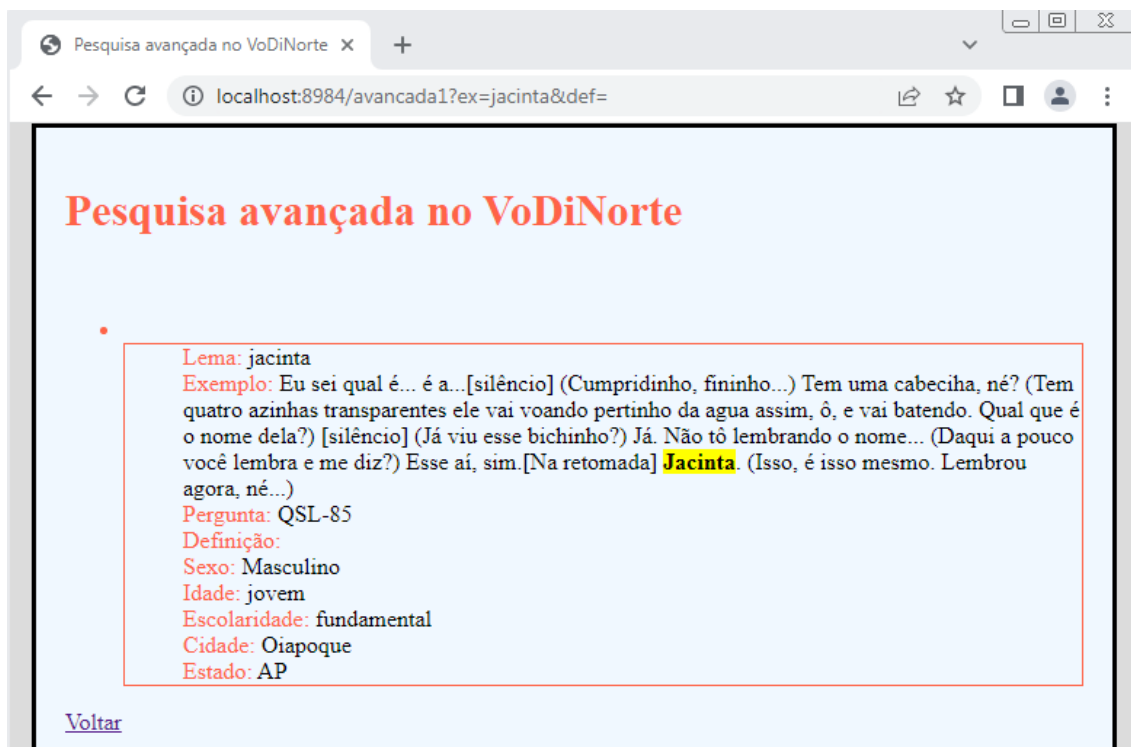 Pesquisa avançada no VoDiNorte
localhost:8984/avancada1?ex=jacinta&def=
Pesquisa avançada no VoDiNorte
Lema: jacinta
Exemplo: Eu sei qual é... é a...[silêncio] (Cumpridinho, fininho...) Tem uma cabeciha, né? (Tem
quatro azinhas transparentes ele vai voando pertinho da agua assim, ô, e vai batendo. Qual que é
o nome dela?) [silêncio] (Já viu esse bichinho?) Já. Não tô lembrando o nome... (Daqui a pouco
você lembra e me diz?) Esse aí, sim.[Na retomada] Jacinta. (Isso, é isso mesmo. Lembrou
agora, né...)
Pergunta: QSL-85
Definição:
Sexo: Masculino
Idade: jovem
Escolaridade: fundamental
Cidade: Oiapoque
Estado: AP
Voltar